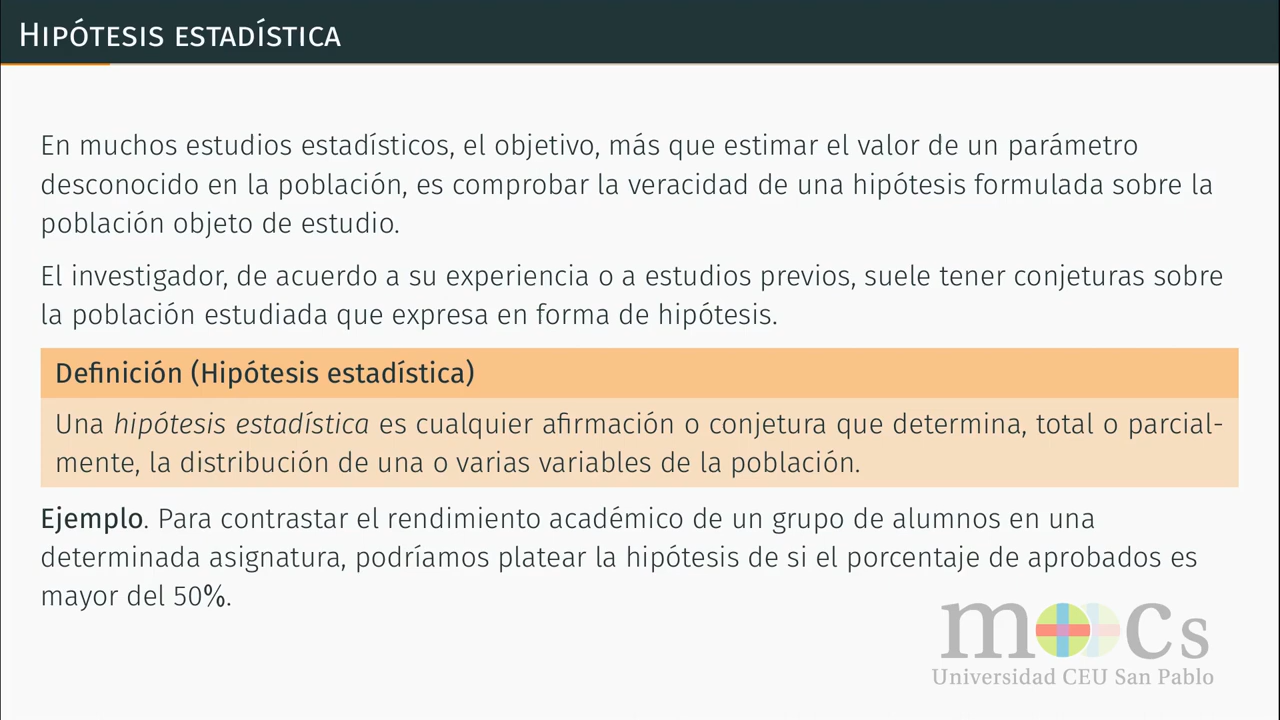 HIPÓTESIS ESTADÍSTICA
En muchos estudios estadísticos, el objetivo, más que estimar el valor de un parámetro
desconocido en la población, es comprobar la veracidad de una hipótesis formulada sobre la
población objeto de estudio.
El investigador, de acuerdo a su experiencia o a estudios previos, suele tener conjeturas sobre
la población estudiada que expresa en forma de hipótesis.
Definición (Hipótesis estadística)
Una hipótesis estadística es cualquier afirmación o conjetura que determina, total o parcial-
mente, la distribución de una o varias variables de la población.
Ejemplo. Para contrastar el rendimiento académico de un grupo de alumnos en una
determinada asignatura, podríamos platear la hipótesis de si el porcentaje de aprobados es
mayor del 50%.
moocs
Universidad CEU San Pablo